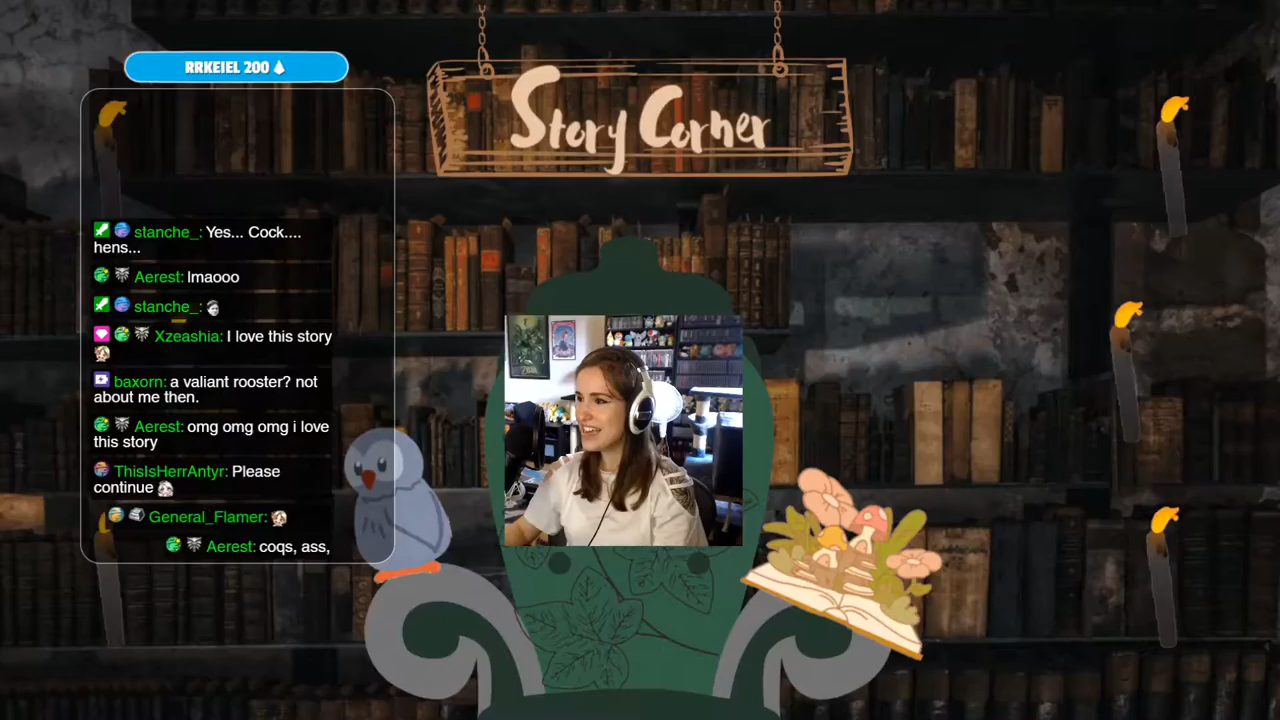 RRKEIEL 200
Story Corner
stanche_: Yes... Cock....
hens...
Aerest: lmaooo
stanche_:
Xzeashia: I love this story
baxorn: a valiant rooster? not
about me then.
Aerest: omg omg omg i love
this story
ThisIsHerrAntyr: Please
continue
General_Flamer:
Aerest: coqs, ass,